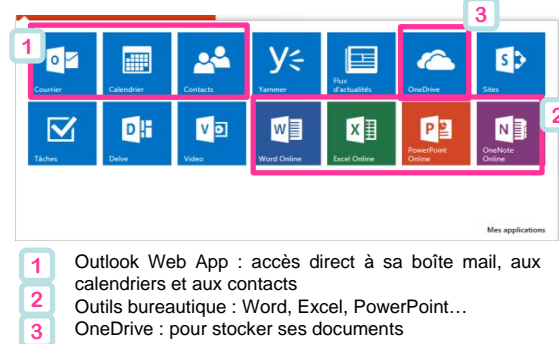 3
1
Courrier
Calendrier
Contacts
Yammer
Flux
d'actualités
OneDrive
Sites
2
Tâches
Delve
Video
Word Online
Excel Online
PowerPoint
Online
OneNote
Online
Mes applications
1 Outlook Web App : accès direct à sa boîte mail, aux
calendriers et aux contacts
2 Outils bureautique : Word, Excel, PowerPoint…
3 OneDrive : pour stocker ses documents